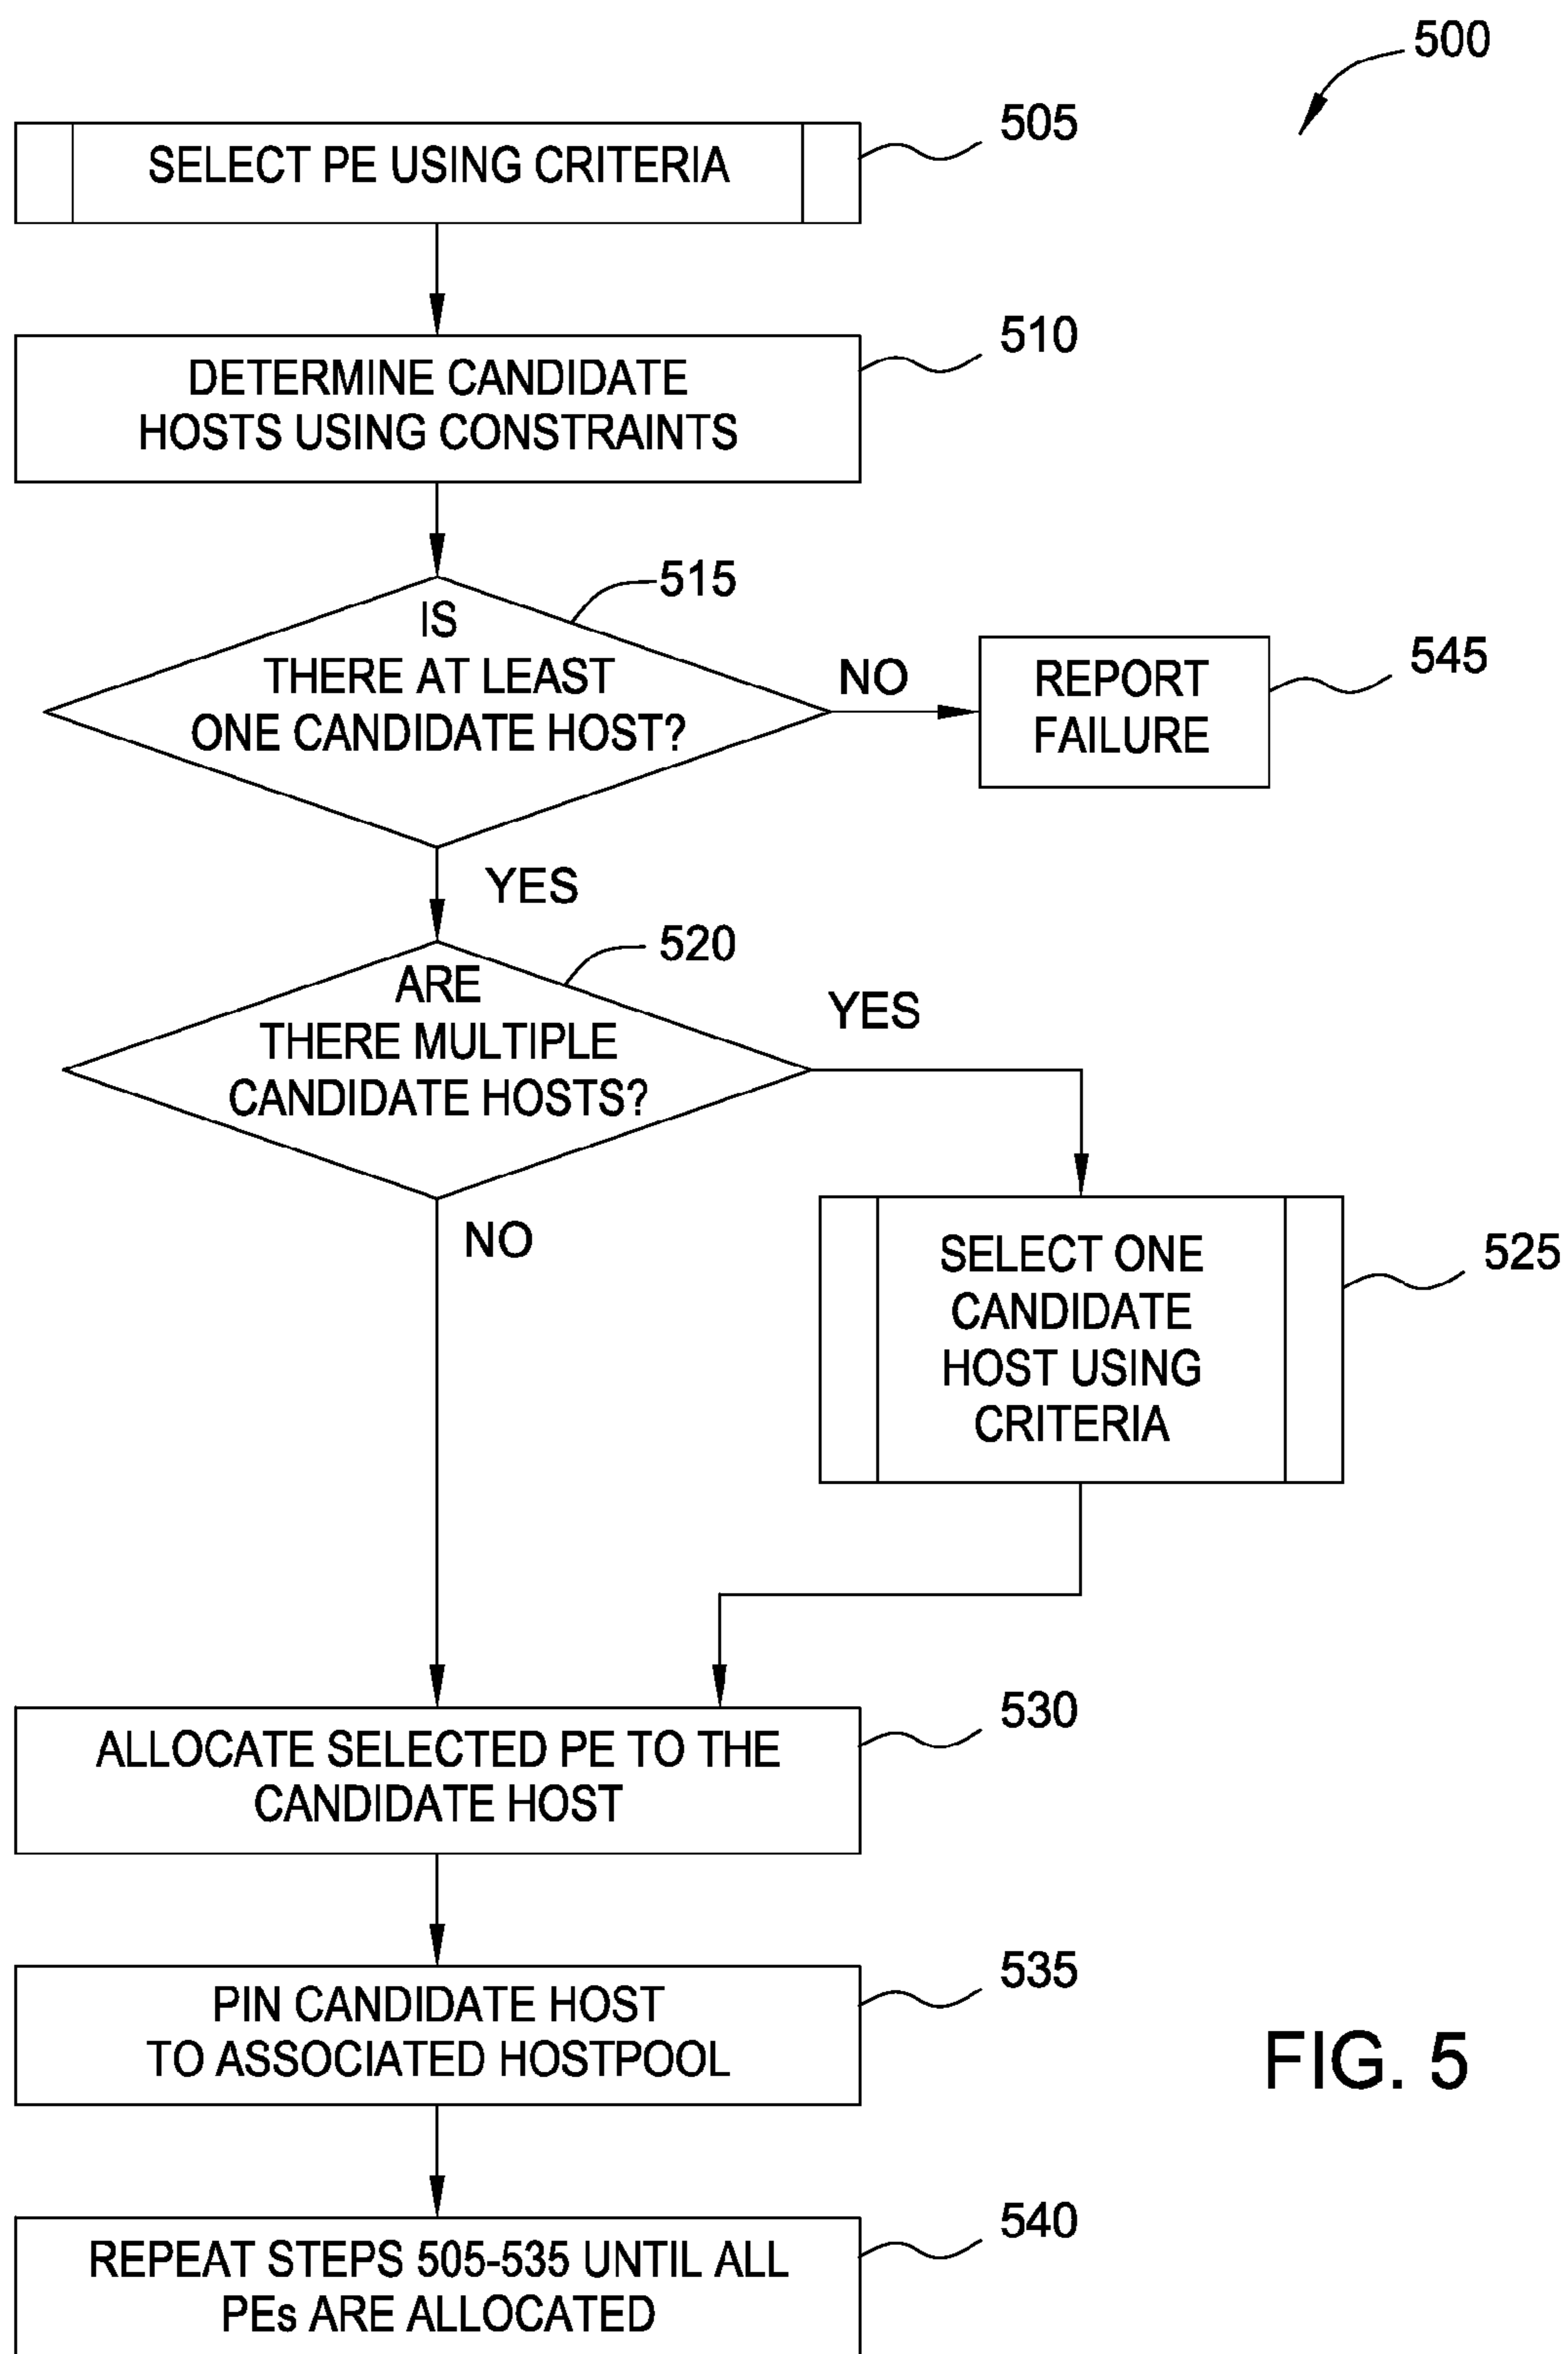 500
505
SELECT PE USING CRITERIA
510
DETERMINE CANDIDATE
HOSTS USING CONSTRAINTS
515
IS
THERE AT LEAST
ONE CANDIDATE HOST?
NO
REPORT
FAILURE
545
YES
520
ARE
THERE MULTIPLE
CANDIDATE HOSTS?
YES
NO
SELECT ONE
CANDIDATE
HOST USING
CRITERIA
525
530
ALLOCATE SELECTED PE TO THE
CANDIDATE HOST
535
PIN CANDIDATE HOST
TO ASSOCIATED HOSTPOOL
FIG. 5
540
REPEAT STEPS 505-535 UNTIL ALL
PEs ARE ALLOCATED